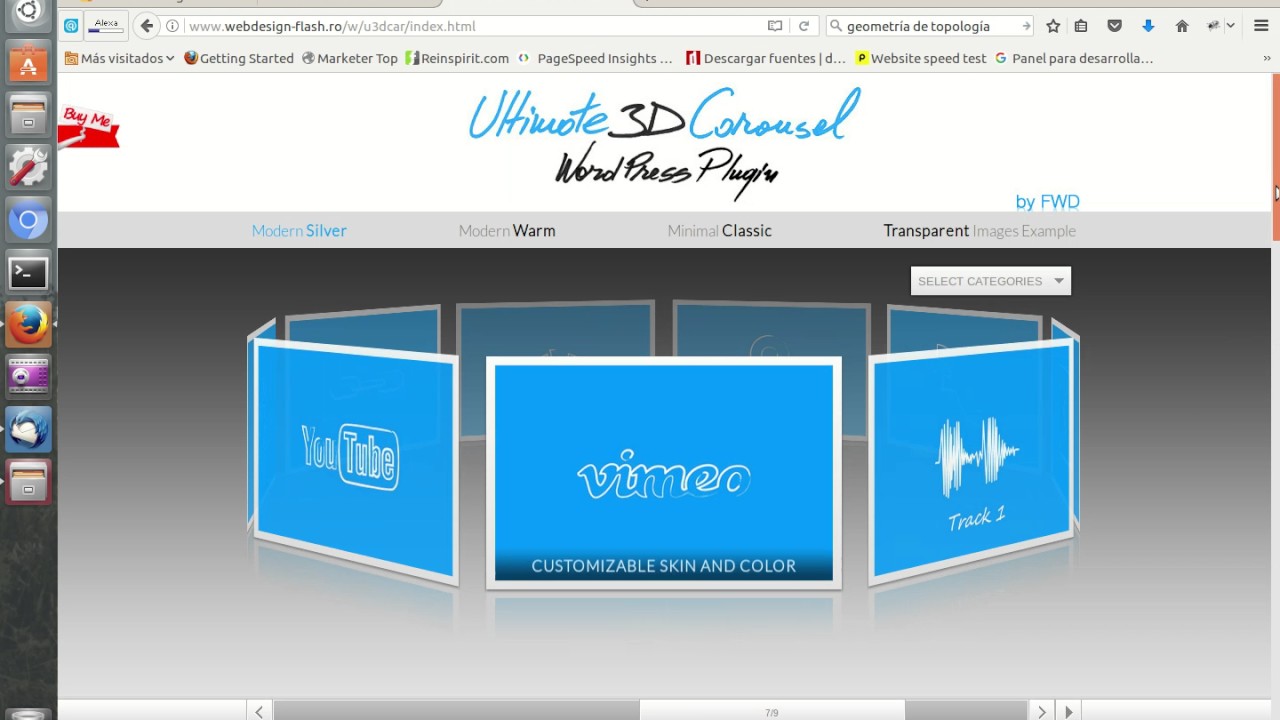 Alexa
www.webdesign-flash.ro/w/u3dcar/index.html
geometría de topología
Más visitados
Getting Started
Marketer Top
Reinspirit.com
PageSpeed Insights ...
Descargar fuentes | d...
Website speed test
Panel para desarrolla...
Buy Me
Ultimate 3D Carousel
WordPress Plugin
by FWD
Modern Silver
Modern Warm
Minimal Classic
Transparent Images Example
SELECT CATEGORIES
YouTube
vimeo
Track 1
CUSTOMIZABLE SKIN AND COLOR
7/9